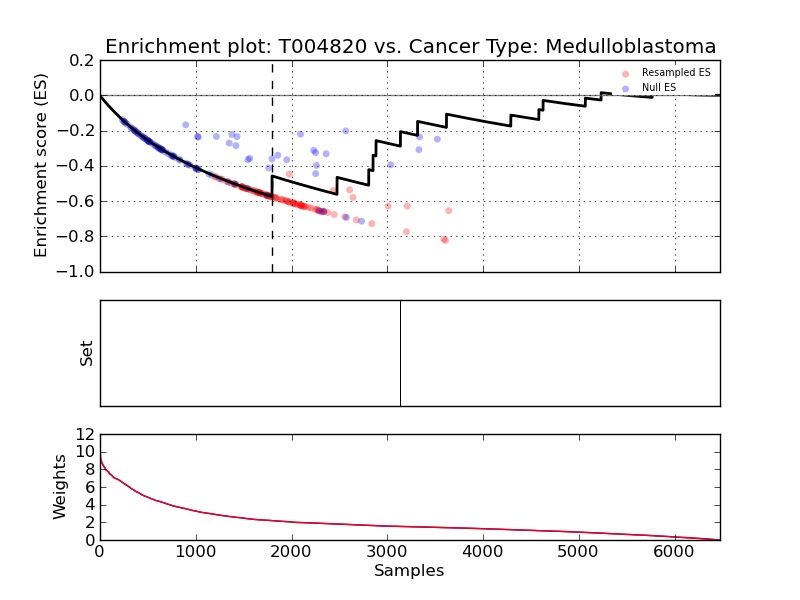 Enrichment plot: T004820 vs. Cancer Type: Medulloblastoma
Enrichment score (ES)
0.2
0.0
−0.2
−0.4
−0.6
−0.8
−1.0
Resampled ES
Null ES
Set
Weights
12
10
8
6
4
2
0
0 1000 2000 3000 4000 5000 6000
Samples